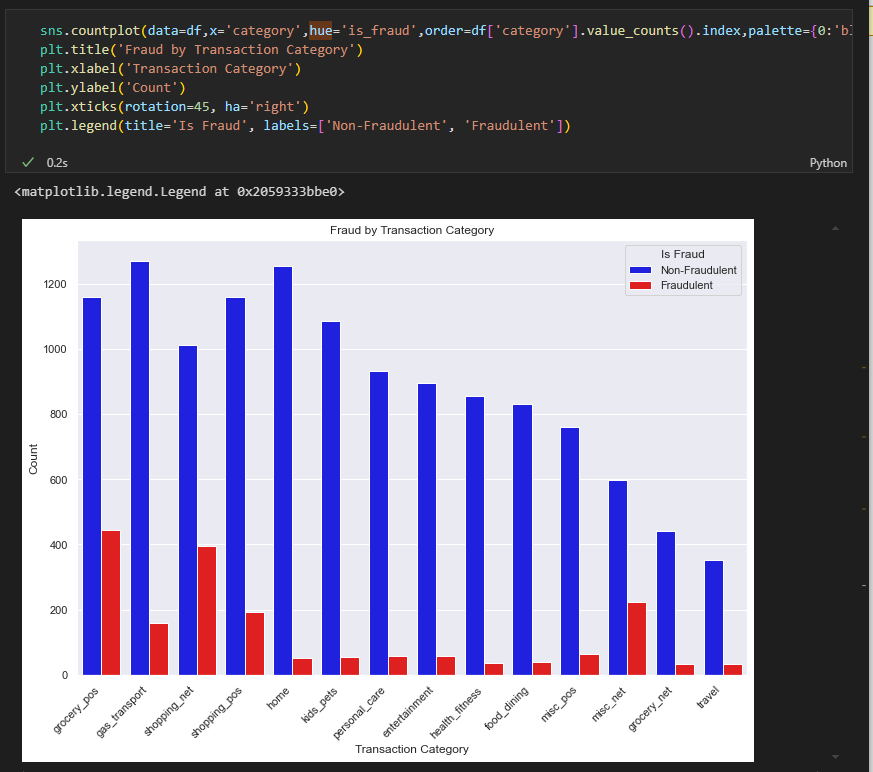 sns.countplot(data=df,x='category',hue='is_fraud',order=df['category'].value_counts().index,palette={0:'bl
plt.title('Fraud by Transaction Category')
plt.xlabel('Transaction Category')
plt.ylabel('Count')
plt.xticks(rotation=45, ha='right')
plt.legend(title='Is Fraud', labels=['Non-Fraudulent', 'Fraudulent'])
0.2s
Python
<matplotlib.legend.Legend at 0x2059333bbe0>
Fraud by Transaction Category
Is Fraud
Non-Fraudulent
Fraudulent
1200
1000
800
600
400
200
0
Count
grocery_pos
gas_transport
shopping_net
shopping_pos
home
kids_pets
personal_care
entertainment
health_fitness
food_dining
misc_pos
misc_net
grocery_net
travel
Transaction Category